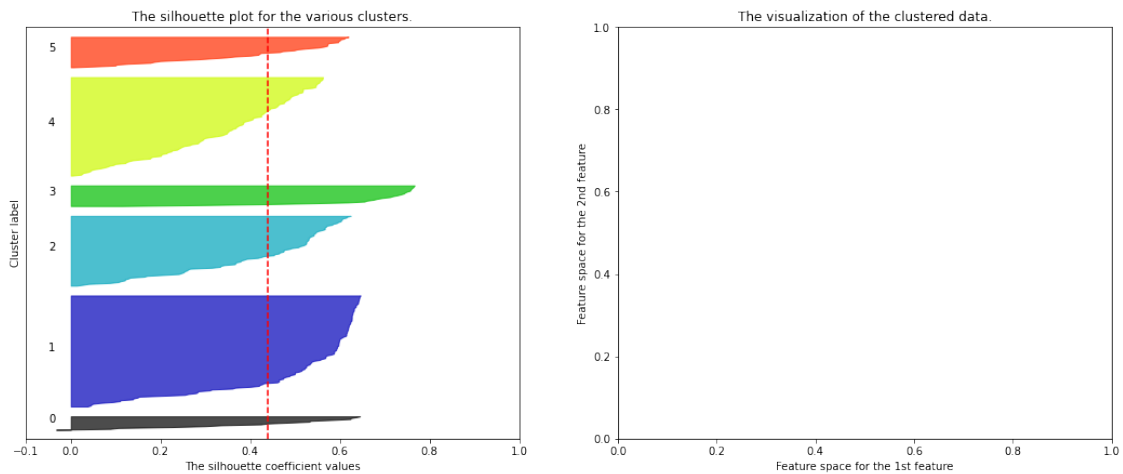 The silhouette plot for the various clusters.
5
4
3
2
1
0
Cluster label
−0.1 0.0 0.2 0.4 0.6 0.8 1.0
The silhouette coefficient values
The visualization of the clustered data.
1.0
0.8
0.6
0.4
0.2
0.0
Feature space for the 2nd feature
0.0 0.2 0.4 0.6 0.8 1.0
Feature space for the 1st feature